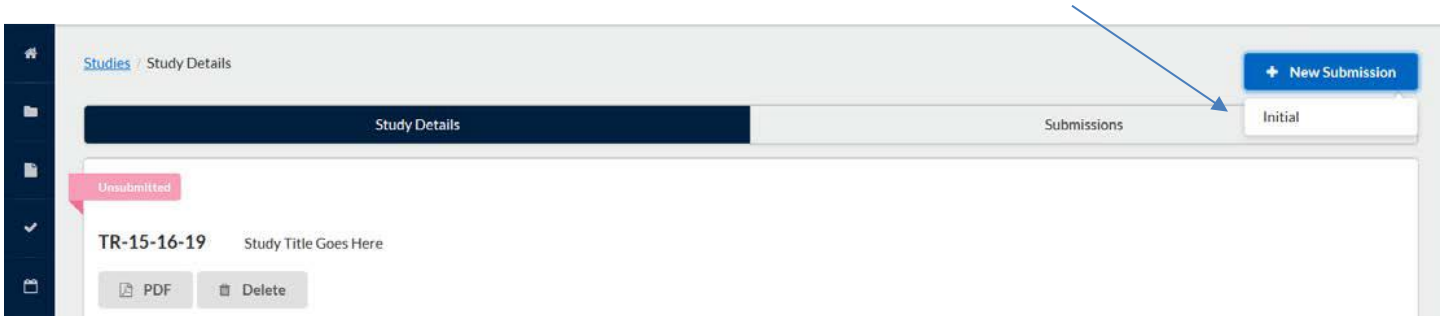 Studies / Study Details
+ New Submission
Initial
Study Details
Submissions
Unsubmitted
TR-15-16-19 Study Title Goes Here
PDF Delete